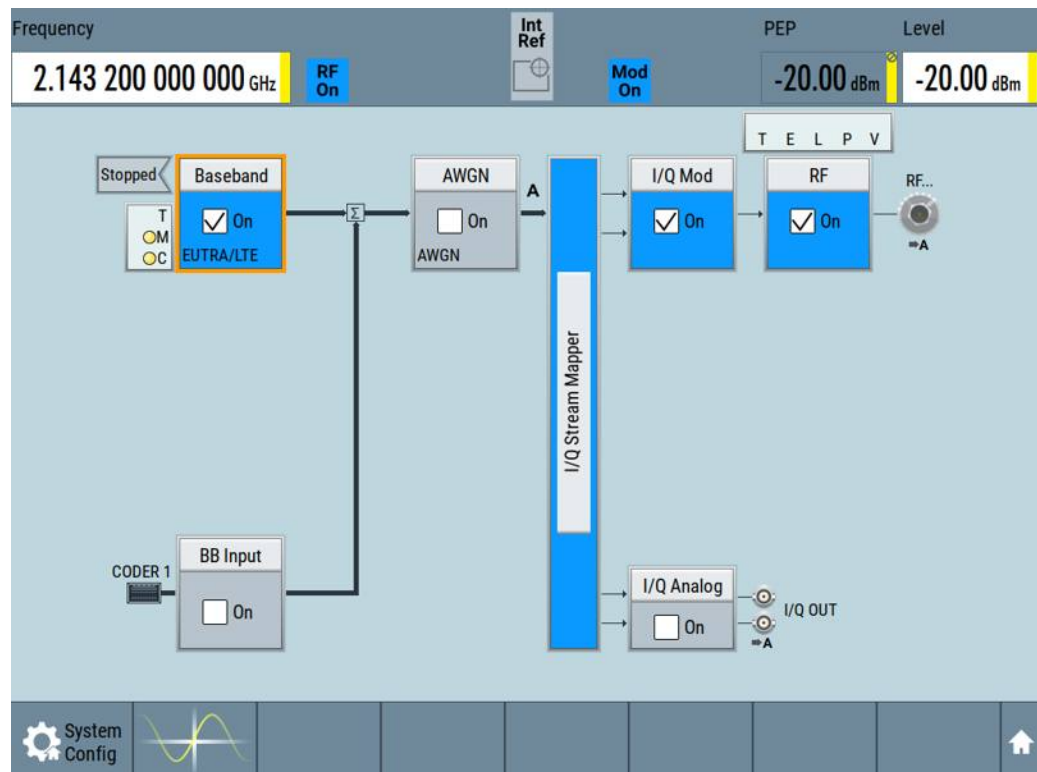 Frequency
Int
Ref
PEP
Level
2.143 200 000 000 GHz
RF
On
Mod
On
-20.00 dBm
-20.00 dBm
T E L P V
Stopped
Baseband
AWGN
I/Q Mod
RF
RF...
A
T
M
C
On
Σ
On
On
On
EUTRA/LTE
AWGN
➡A
I/Q Stream Mapper
BB Input
CODER 1
On
I/Q Analog
On
I/Q OUT
➡A
System
Config